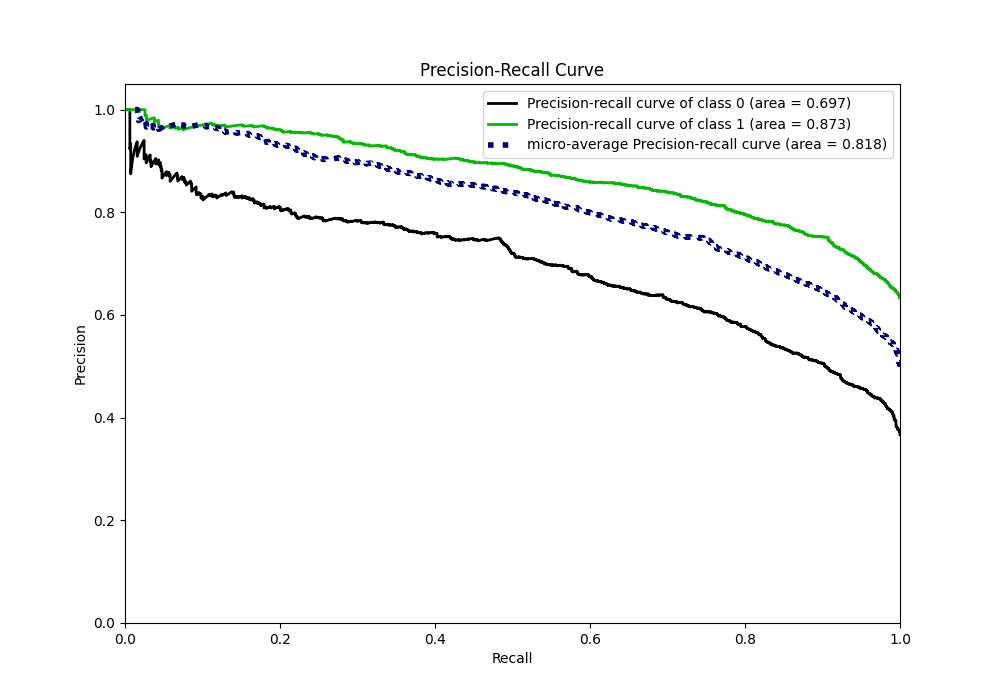 Precision-Recall Curve
Precision-recall curve of class 0 (area = 0.697)
Precision-recall curve of class 1 (area = 0.873)
micro-average Precision-recall curve (area = 0.818)
Precision
1.0
0.8
0.6
0.4
0.2
0.0
0.0 0.2 0.4 0.6 0.8 1.0
Recall